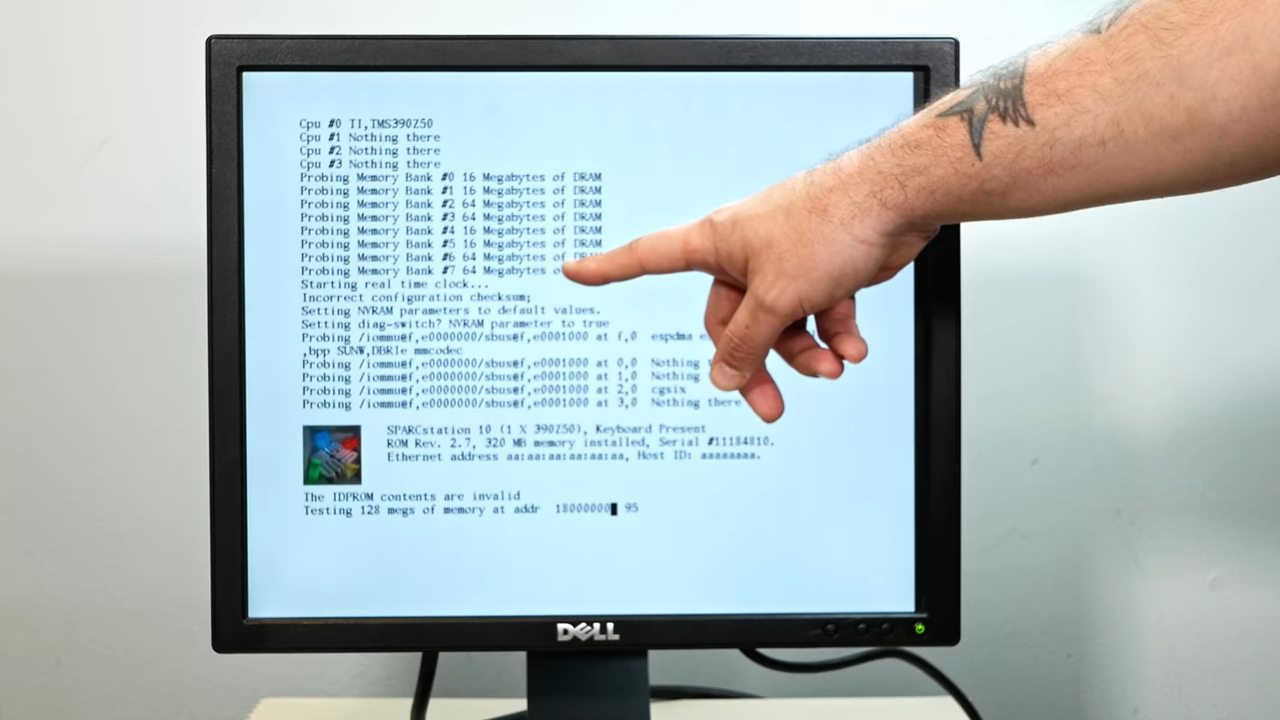 Cpu #0 TI,TMS390Z50
Cpu #1 Nothing there
Cpu #2 Nothing there
Cpu #3 Nothing there
Probing Memory Bank #0 16 Megabytes of DRAM
Probing Memory Bank #1 16 Megabytes of DRAM
Probing Memory Bank #2 64 Megabytes of DRAM
Probing Memory Bank #3 64 Megabytes of DRAM
Probing Memory Bank #4 16 Megabytes of DRAM
Probing Memory Bank #5 16 Megabytes of DRAM
Probing Memory Bank #6 64 Megabytes of
Probing Memory Bank #7 64 Megabytes
Starting real time clock...
Incorrect configuration checksum;
Setting NVRAM parameters to default values.
Setting diag-switch? NVRAM parameter to true
Probing /iommu@f,e0000000/sbus@f,e0001000 at f,0 espdma
,bpp SUNW,DBRIe mmcodec
Probing /iommu@f,e0000000/sbus@f,e0001000 at 0,0 Nothing
Probing /iommu@f,e0000000/sbus@f,e0001000 at 1,0 Nothing
Probing /iommu@f,e0000000/sbus@f,e0001000 at 2,0 cgsix
Probing /iommu@f,e0000000/sbus@f,e0001000 at 3,0 Nothing there
SPARCstation 10 (1 X 390Z50), Keyboard Present
ROM Rev. 2.7, 320 MB memory installed, Serial #11184810.
Ethernet address aa:aa:aa:aa:aa:aa, Host ID: aaaaaaaa.
The IDPROM contents are invalid
Testing 128 megs of memory at addr 18000000 95
DELL